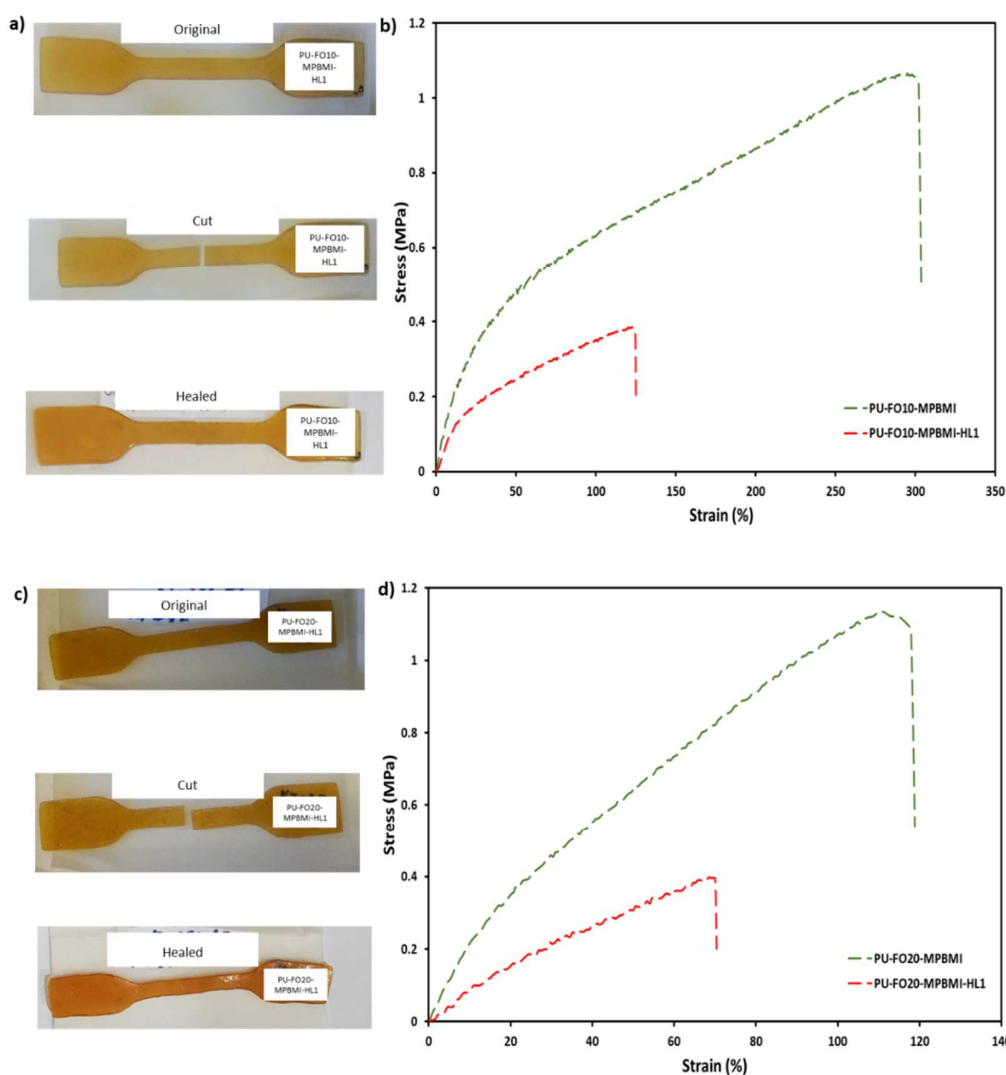 a)
Original
PU-FO10-
MPBMI-
HL1
Cut
PU-FO10-
MPBMI-
HL1
Healed
PU-FO10-
MPBMI-
HL1
b)
1.2
1
0.8
0.6
0.4
0.2
0
Stress (MPa)
PU-FO10-MPBMI
PU-FO10-MPBMI-HL1
0 50 100 150 200 250 300 350
Strain (%)
c)
Original
PU-FO20-
MPBMI-HL1
Cut
PU-FO20-
MPBMI-HL1
Healed
PU-FO20-
MPBMI-HL1
d)
1.2
1
0.8
0.6
0.4
0.2
0
Stress (MPa)
PU-FO20-MPBMI
PU-FO20-MPBMI-HL1
0 20 40 60 80 100 120 140
Strain (%)